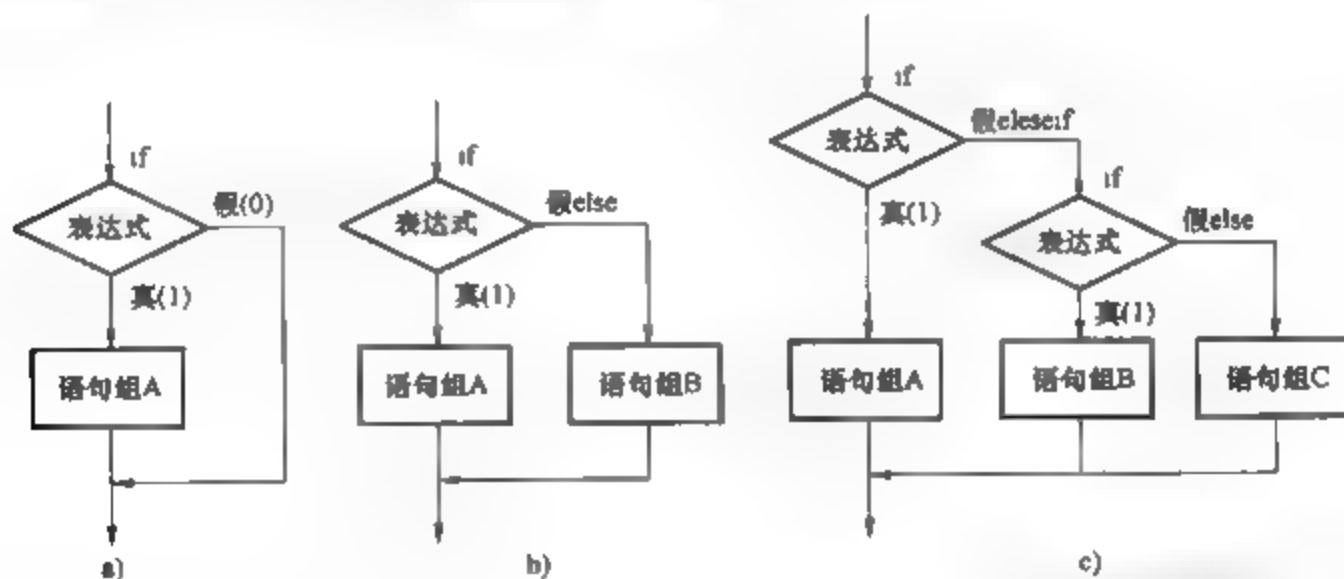 if
表达式
假(0)
真(1)
语句组A
a)
if
表达式
假else
真(1)
语句组A
语句组B
b)
if
表达式
假eleseif
真(1)
if
表达式
假else
真(1)
语句组A
语句组B
语句组C
c)